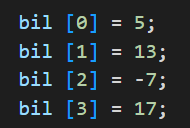 bil [0] = 5;
bil [1] = 13;
bil [2] = -7;
bil [3] = 17;